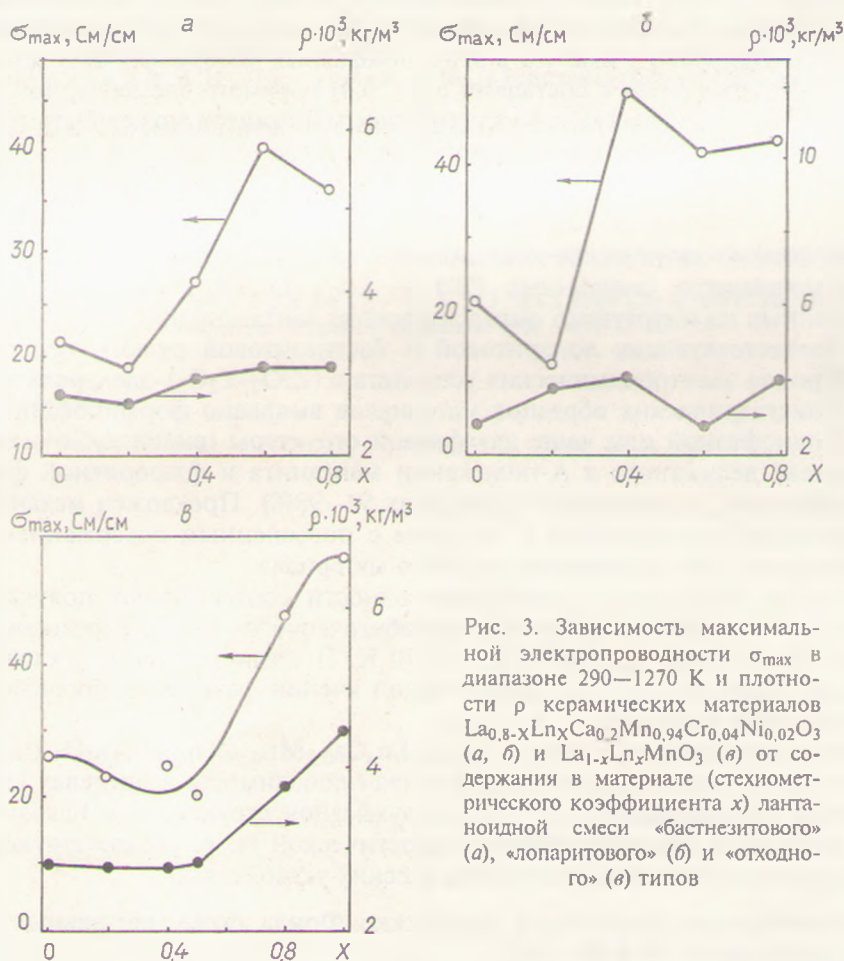 σmax, См/см а ρ·10³, кг/м³
40
30
20
10
6
4
2
0 0,4 0,8 X
σmax, См/см б ρ·10³, кг/м³
40
20
0
10
6
2
0 0,4 0,8 X
σmax, См/см в ρ·10³, кг/м³
40
20
0
6
4
2
0 0,4 0,8 X
Рис. 3. Зависимость максималь-
ной электропроводности σmax в
диапазоне 290—1270 K и плотно-
сти ρ керамических материалов
La0,8-XLnXCa0,2Mn0,94Cr0,04Ni0,02O3
(а, б) и La1-xLnxMnO3 (в) от со-
держания в материале (стехиомет-
рического коэффициента x) ланта-
ноидной смеси «бастнезитового»
(а), «лопаритового» (б) и «отходно-
го» (в) типов